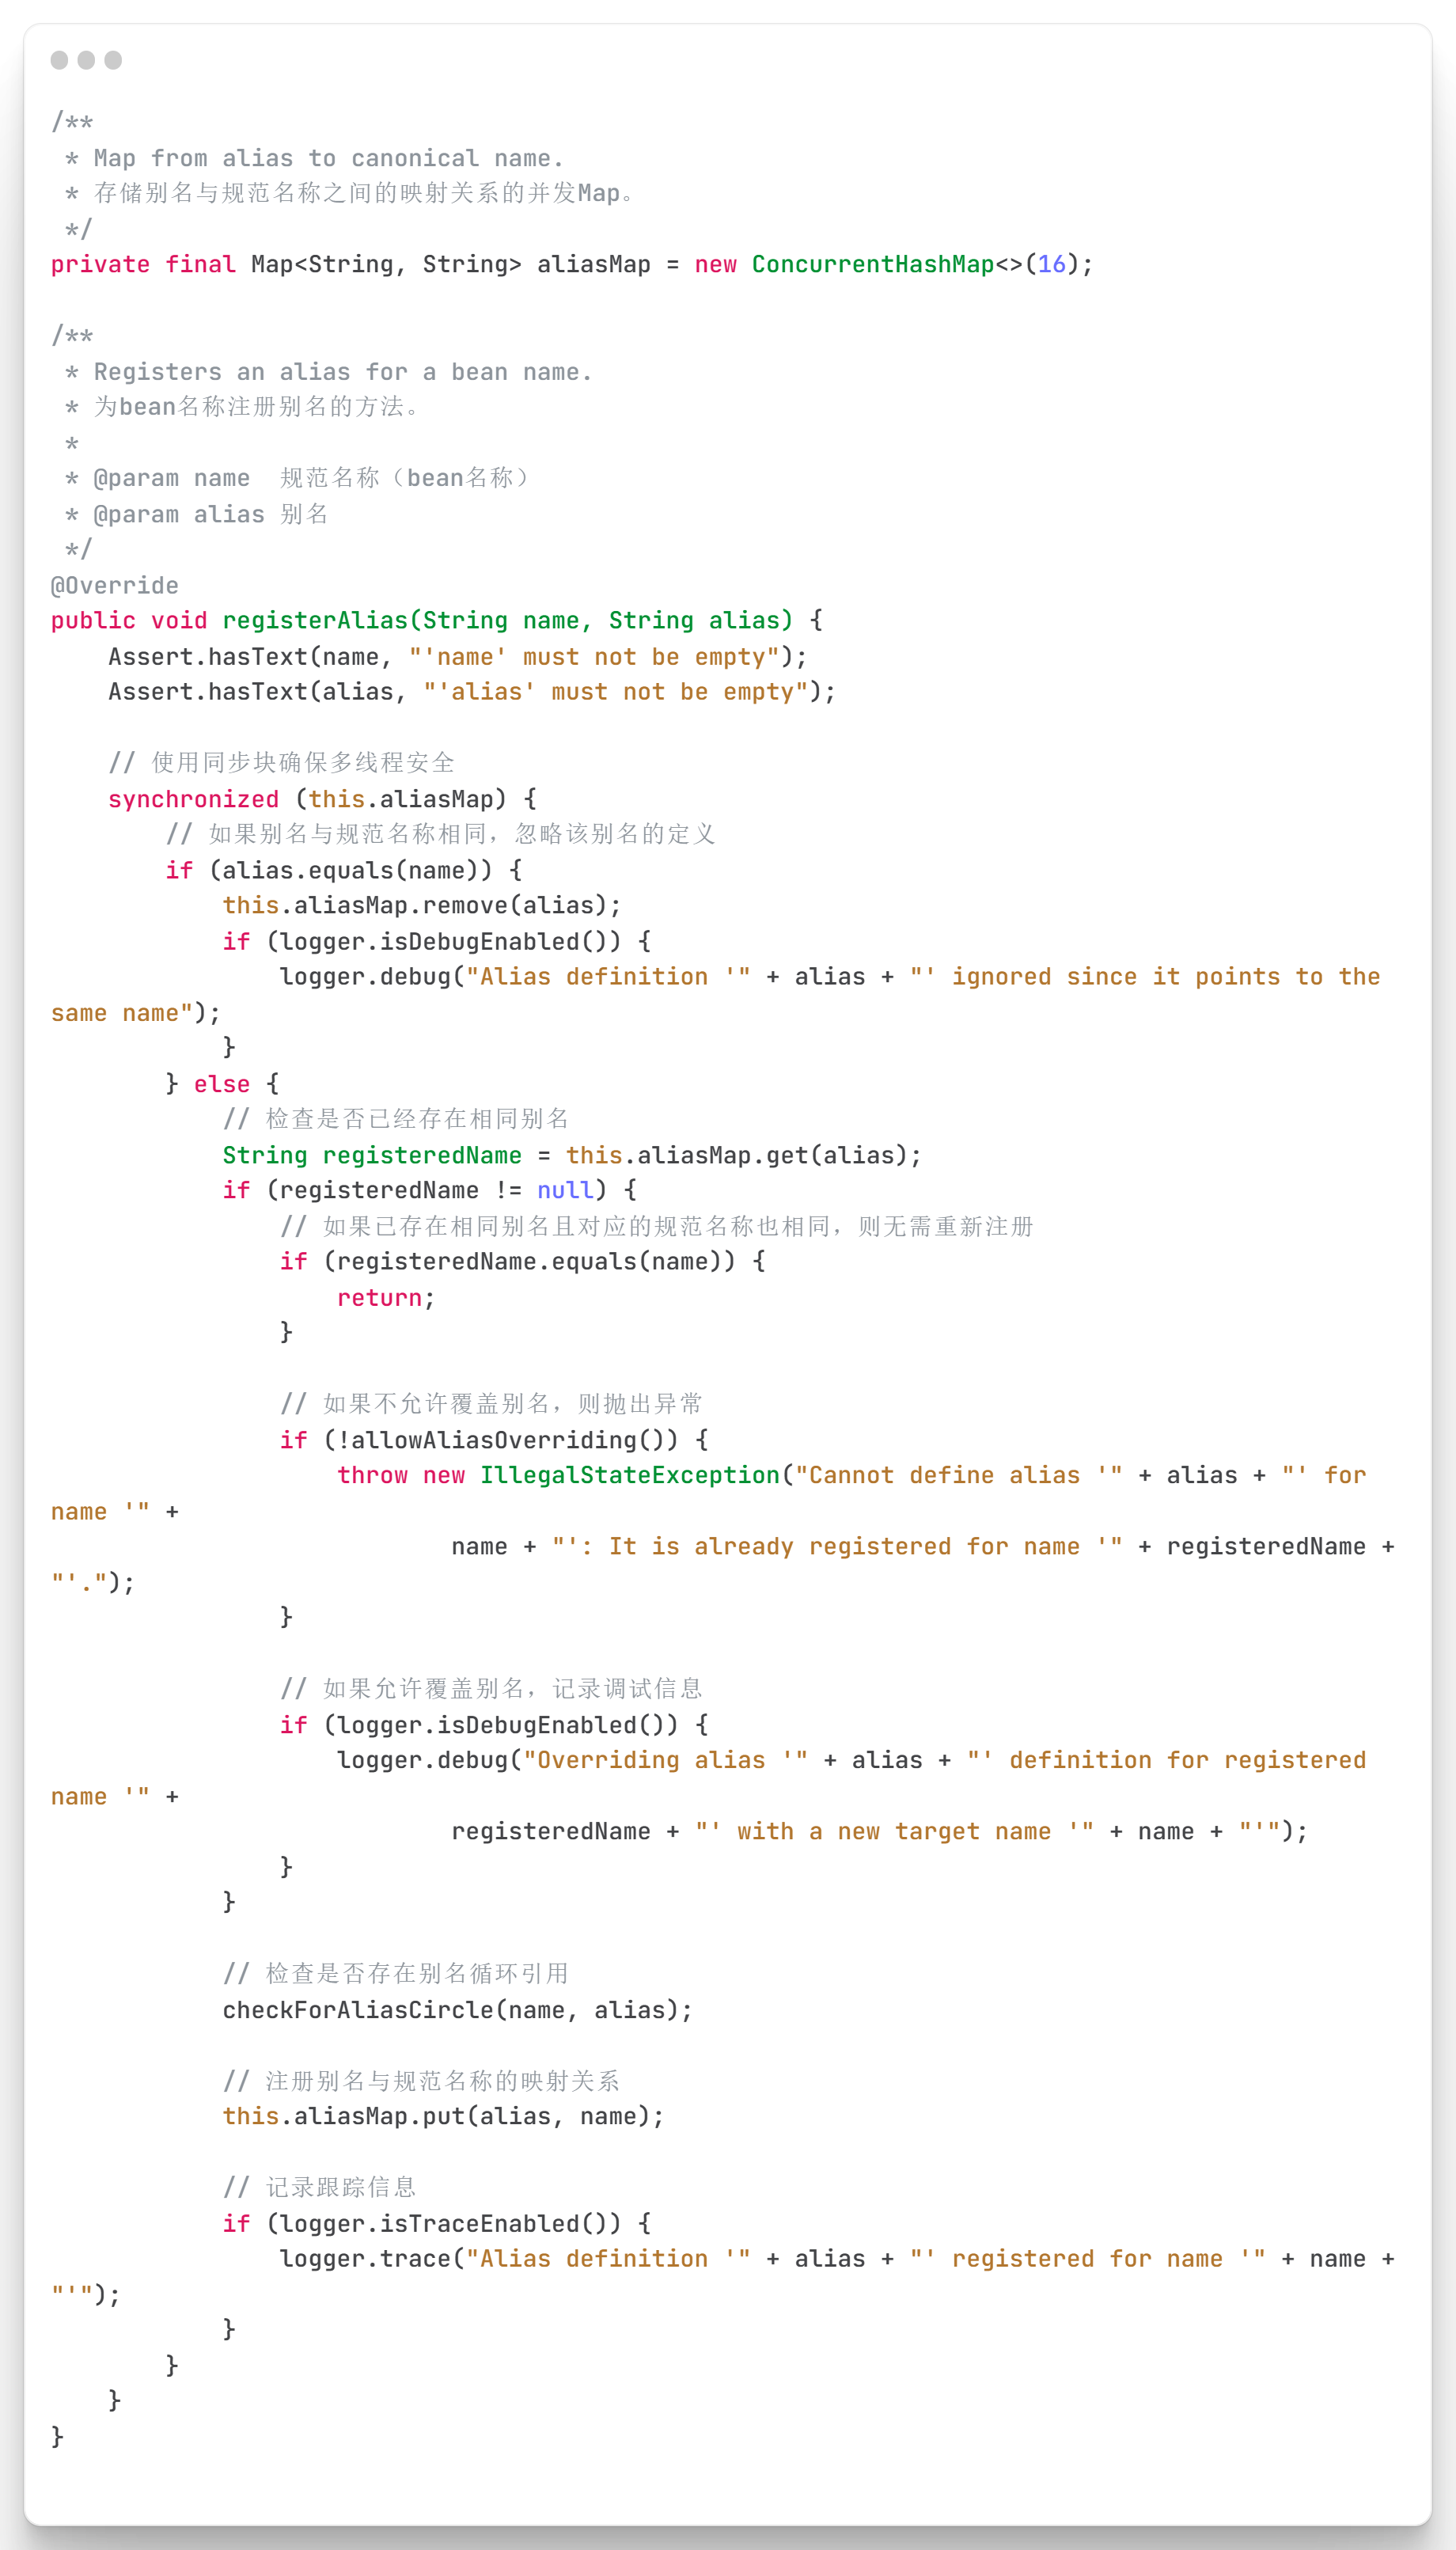 /**
 * Map from alias to canonical name.
 * 存储别名与规范名称之间的映射关系的并发Map。
 */
private final Map<String, String> aliasMap = new ConcurrentHashMap<>(16);

/**
 * Registers an alias for a bean name.
 * 为bean名称注册别名的方法。
 *
 * @param name  规范名称（bean名称）
 * @param alias 别名
 */
@Override
public void registerAlias(String name, String alias) {
    Assert.hasText(name, "'name' must not be empty");
    Assert.hasText(alias, "'alias' must not be empty");

    // 使用同步块确保多线程安全
    synchronized (this.aliasMap) {
        // 如果别名与规范名称相同，忽略该别名的定义
        if (alias.equals(name)) {
            this.aliasMap.remove(alias);
            if (logger.isDebugEnabled()) {
                logger.debug("Alias definition '" + alias + "' ignored since it points to the
same name");
            }
        } else {
            // 检查是否已经存在相同别名
            String registeredName = this.aliasMap.get(alias);
            if (registeredName != null) {
                // 如果已存在相同别名且对应的规范名称也相同，则无需重新注册
                if (registeredName.equals(name)) {
                    return;
                }

                // 如果不允许覆盖别名，则抛出异常
                if (!allowAliasOverriding()) {
                    throw new IllegalStateException("Cannot define alias '" + alias + "' for
name '" +
                            name + "': It is already registered for name '" + registeredName +
"'.");
                }

                // 如果允许覆盖别名，记录调试信息
                if (logger.isDebugEnabled()) {
                    logger.debug("Overriding alias '" + alias + "' definition for registered
name '" +
                            registeredName + "' with a new target name '" + name + "'");
                }
            }

            // 检查是否存在别名循环引用
            checkForAliasCircle(name, alias);

            // 注册别名与规范名称的映射关系
            this.aliasMap.put(alias, name);

            // 记录跟踪信息
            if (logger.isTraceEnabled()) {
                logger.trace("Alias definition '" + alias + "' registered for name '" + name +
"'");
            }
        }
    }
}